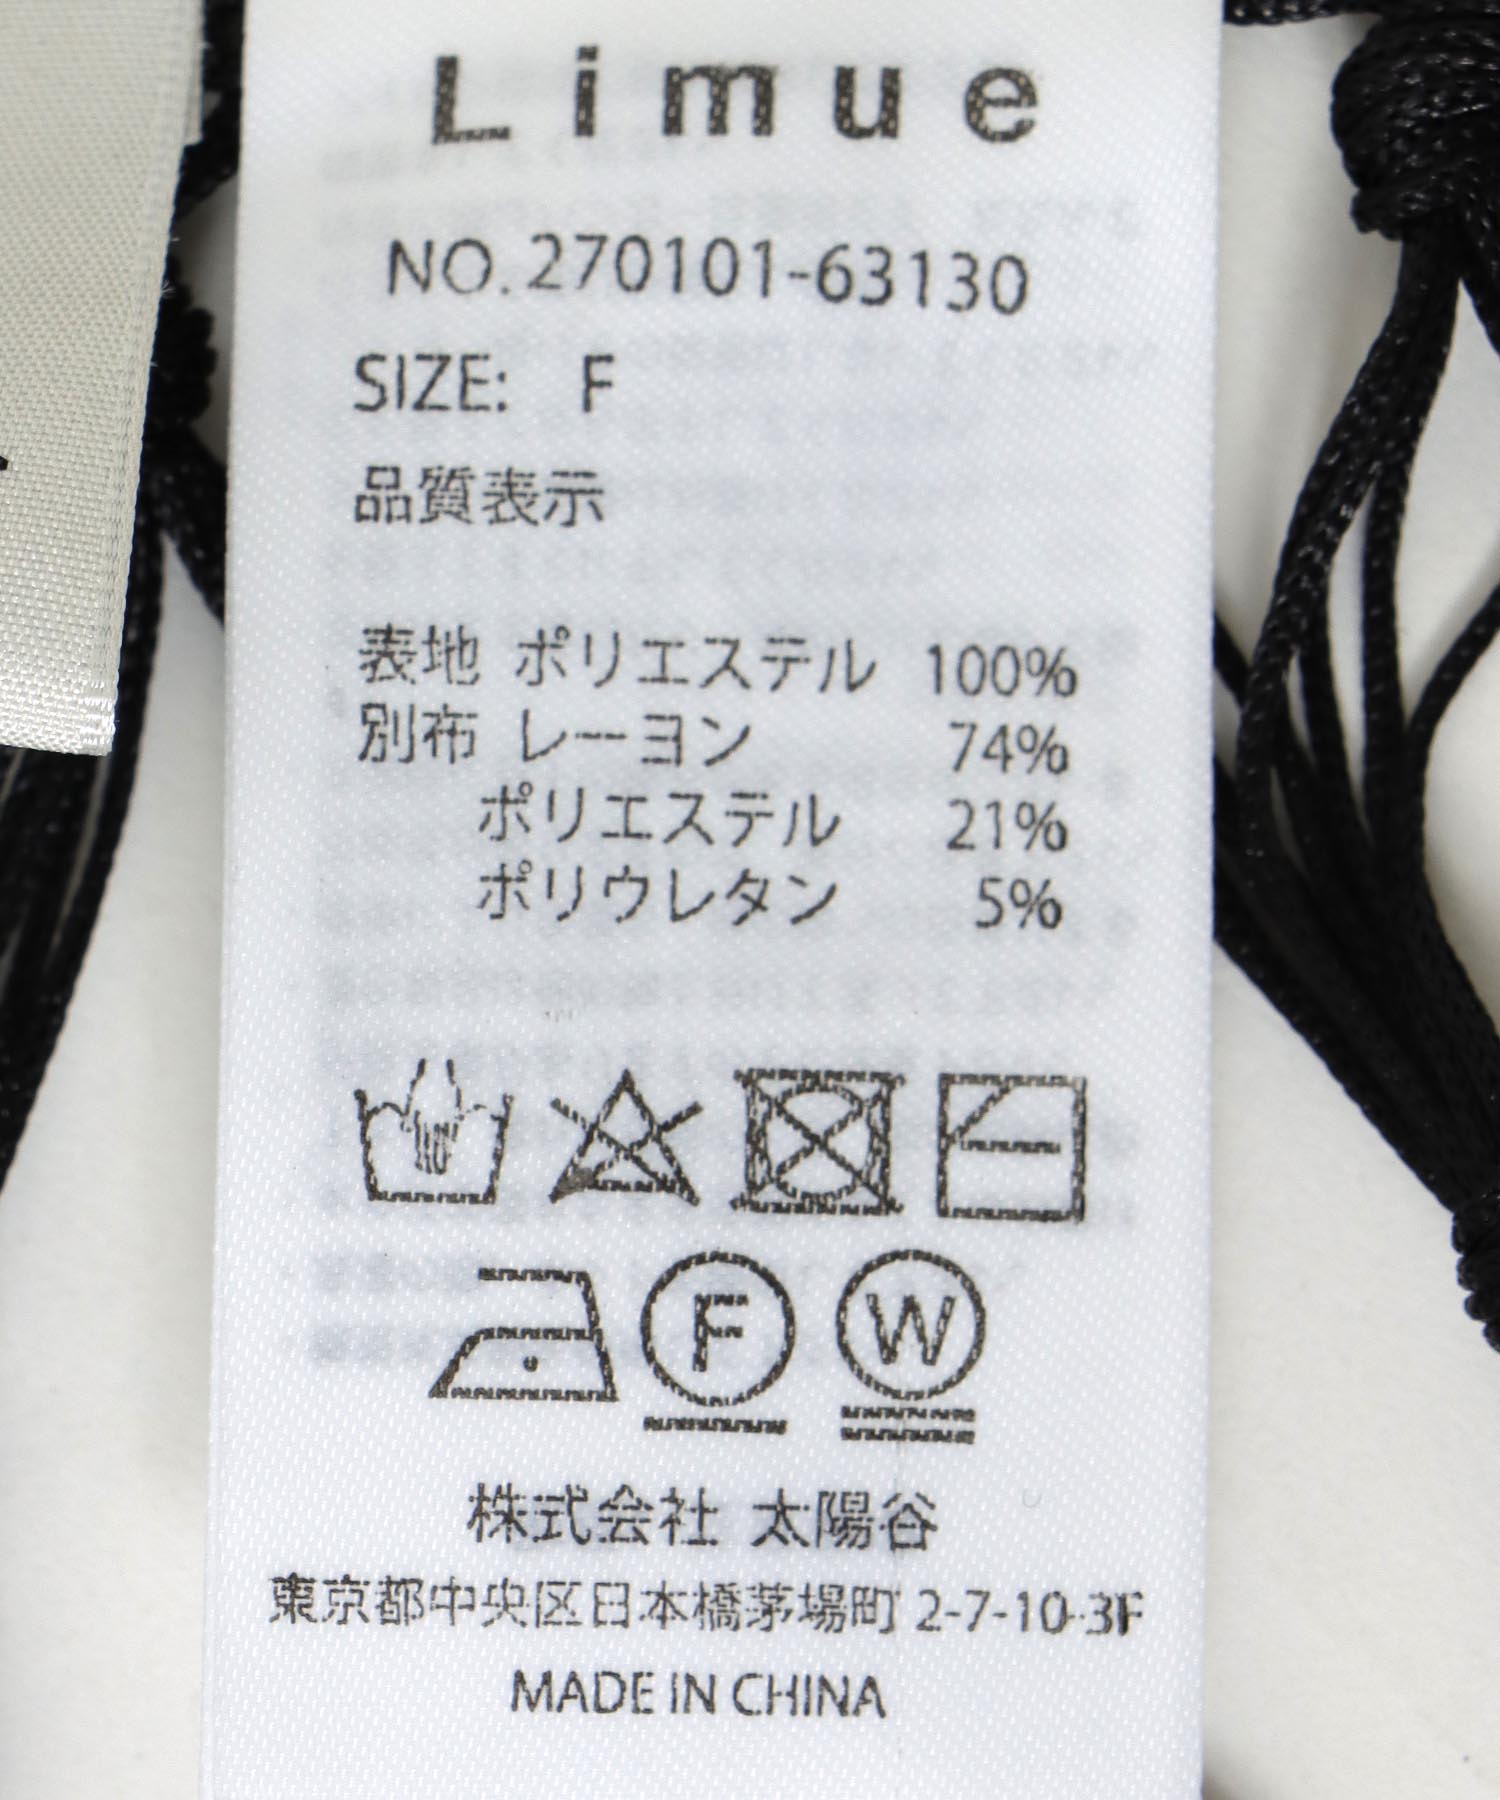 Limue
NO.270101-63130
SIZE: F
品質表示
表地 ポリエステル 100%
別布 レーヨン 74%
ポリエステル 21%
ポリウレタン 5%
F
W
株式会社 太陽谷
東京都中央区日本橋茅場町 2-7-10-3F
MADE IN CHINA